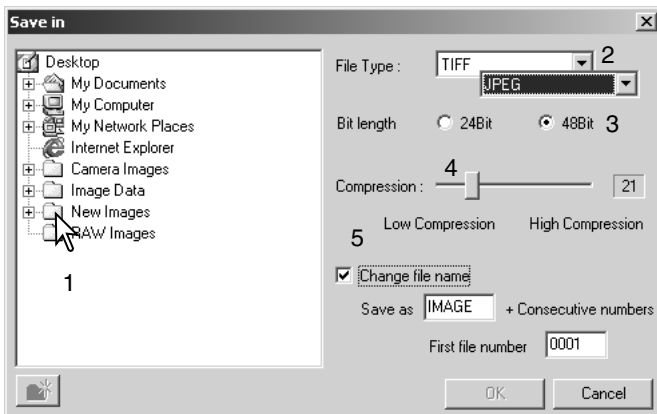 Save in
Desktop
My Documents
My Computer
My Network Places
Internet Explorer
Camera Images
Image Data
New Images
RAW Images
1
File Type :
TIFF
2
JPEG
Bit length
24Bit
48Bit
3
4
Compression :
21
Low Compression
High Compression
5
Change file name
Save as
IMAGE
+ Consecutive numbers
First file number
0001
OK
Cancel